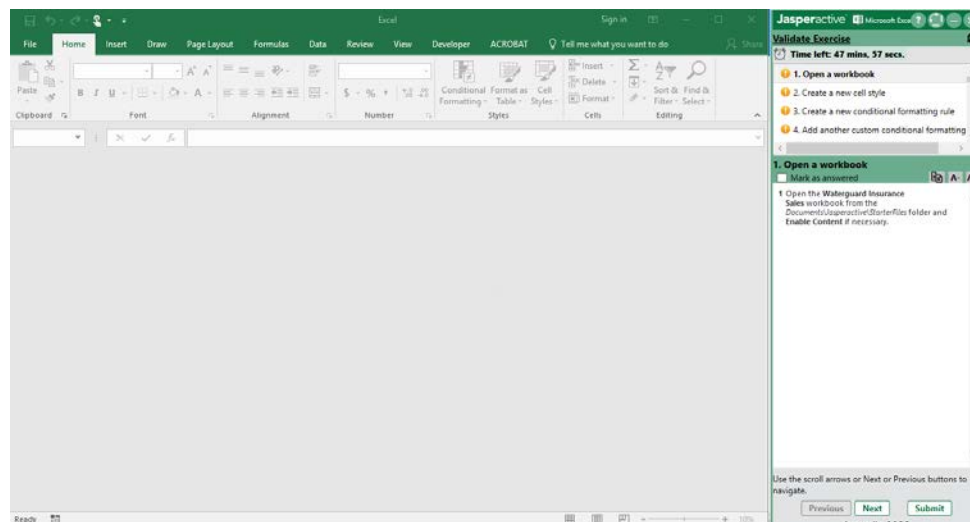 Excel
Sign in
File Home Insert Draw Page Layout Formulas Data Review View Developer ACROBAT Tell me what you want to do Share
Paste
B I U A
$ % ,
Conditional Formatting
Format as Table
Cell Styles
Insert
Delete
Format
Sort & Filter
Find & Select
Clipboard Font Alignment Number Styles Cells Editing
Ready
100%
Jasperactive Microsoft Excel
Validate Exercise
Time left: 47 mins, 57 secs.
1. Open a workbook
2. Create a new cell style
3. Create a new conditional formatting rule
4. Add another custom conditional formatting
1. Open a workbook
Mark as answered A-
1 Open the Waterguard Insurance
Sales workbook from the
Documents\Jasperactive\StarterFiles folder and
Enable Content if necessary.
Use the scroll arrows or Next or Previous buttons to
navigate.
Previous Next Submit